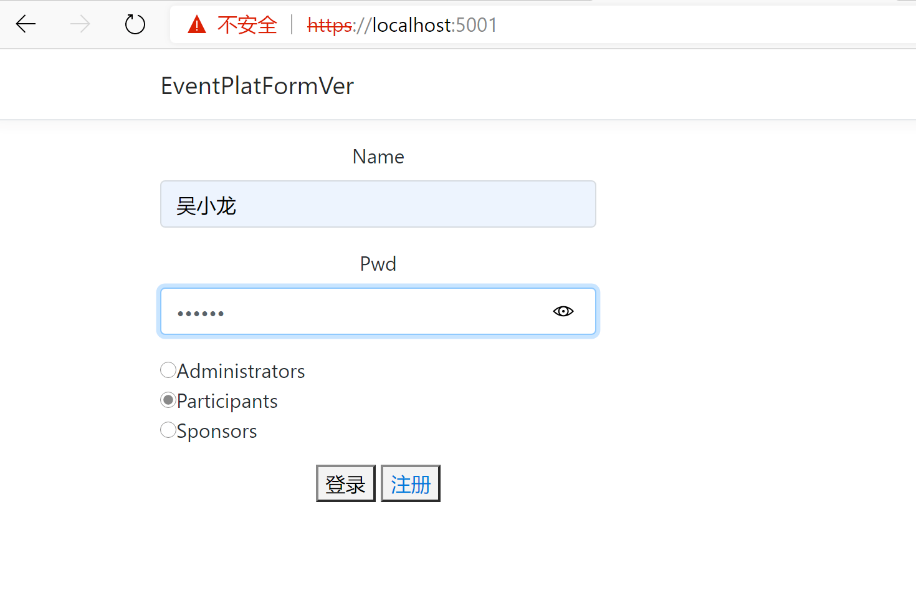 不安全 https://localhost:5001
EventPlatFormVer
Name
吴小龙
Pwd
••••••
Administrators
Participants
Sponsors
登录 注册